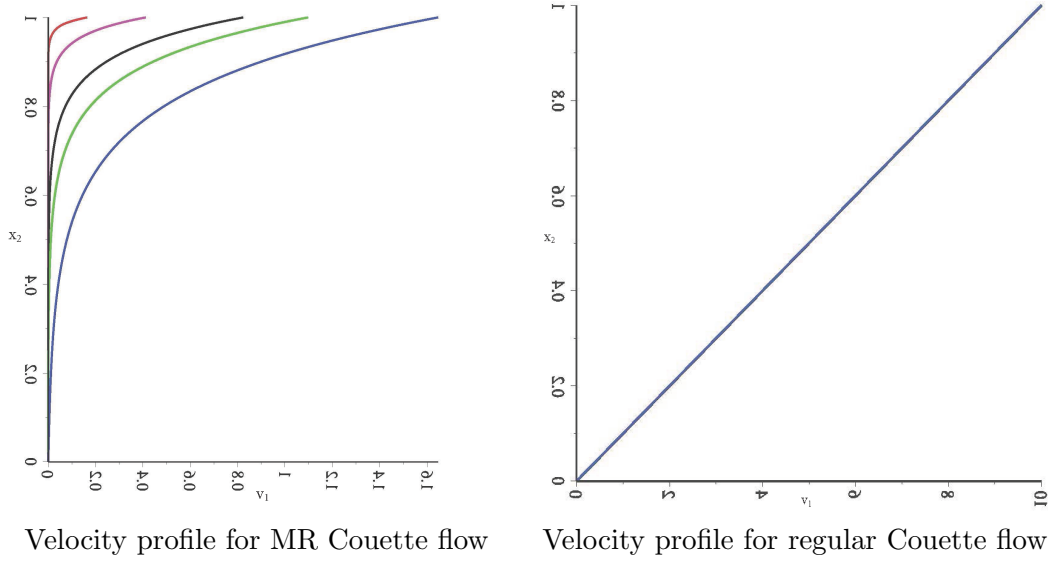 1
0.8
0.6
x₂
0.4
0.2
0
0 0.2 0.4 0.6 0.8 1 1.2 1.4 1.6
v₁
Velocity profile for MR Couette flow
1
0.8
0.6
x₂
0.4
0.2
0
0 2 4 6 8 10
v₁
Velocity profile for regular Couette flow